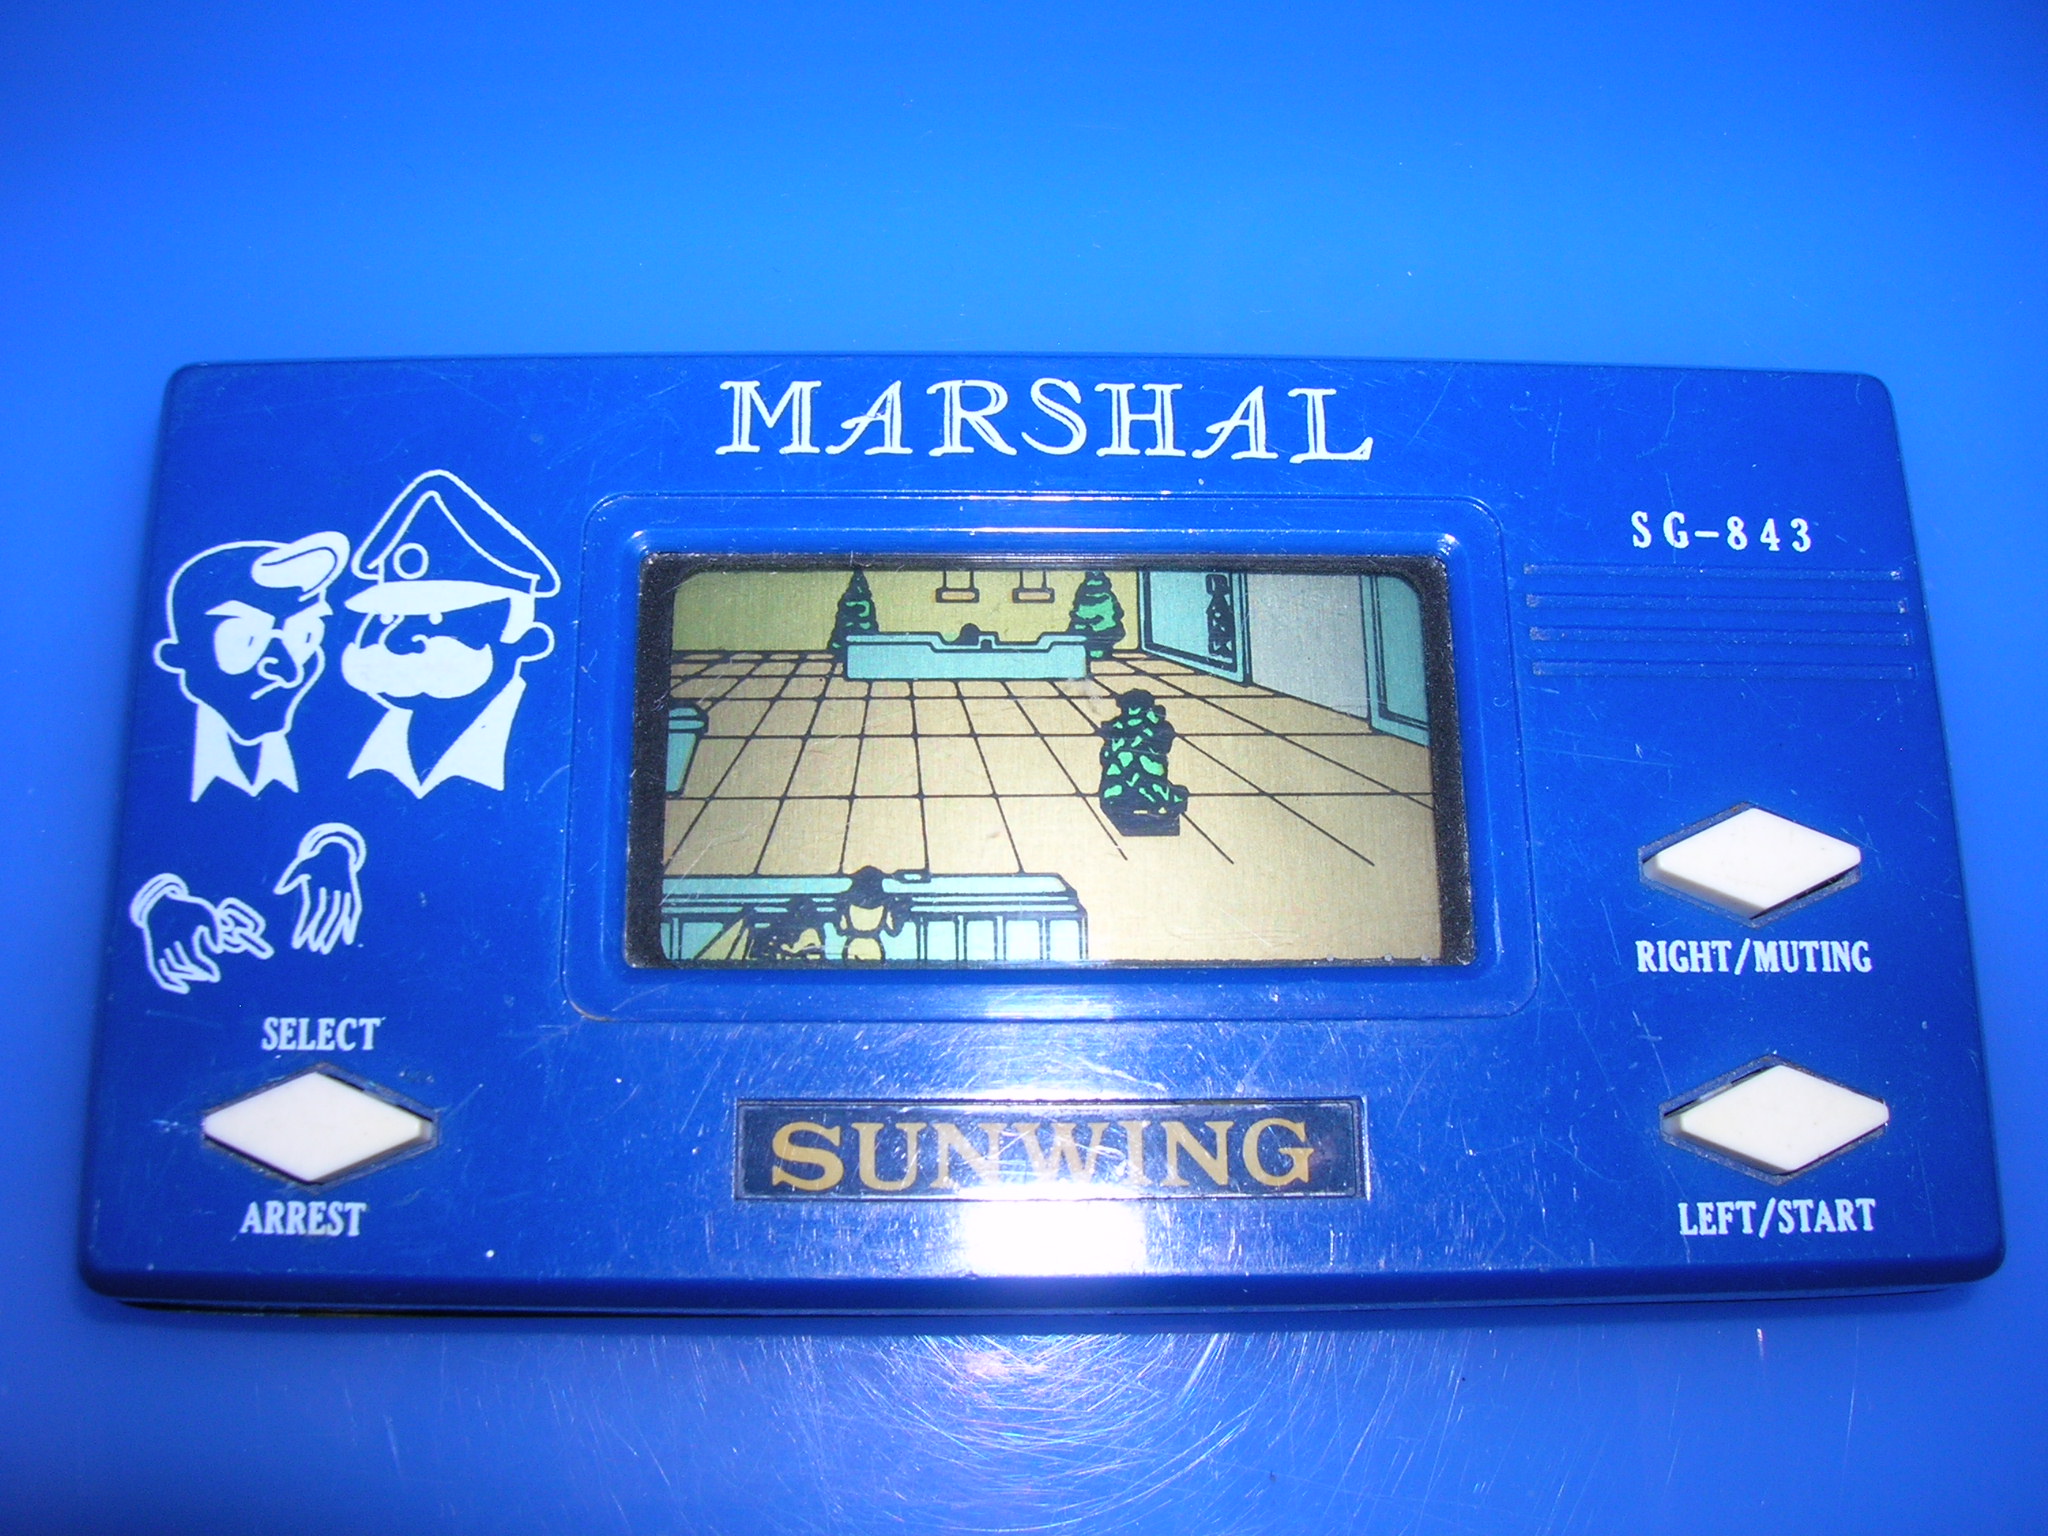 MARSHAL
SG-843
RIGHT/MUTING
SELECT
ARREST
SUNWING
LEFT/START